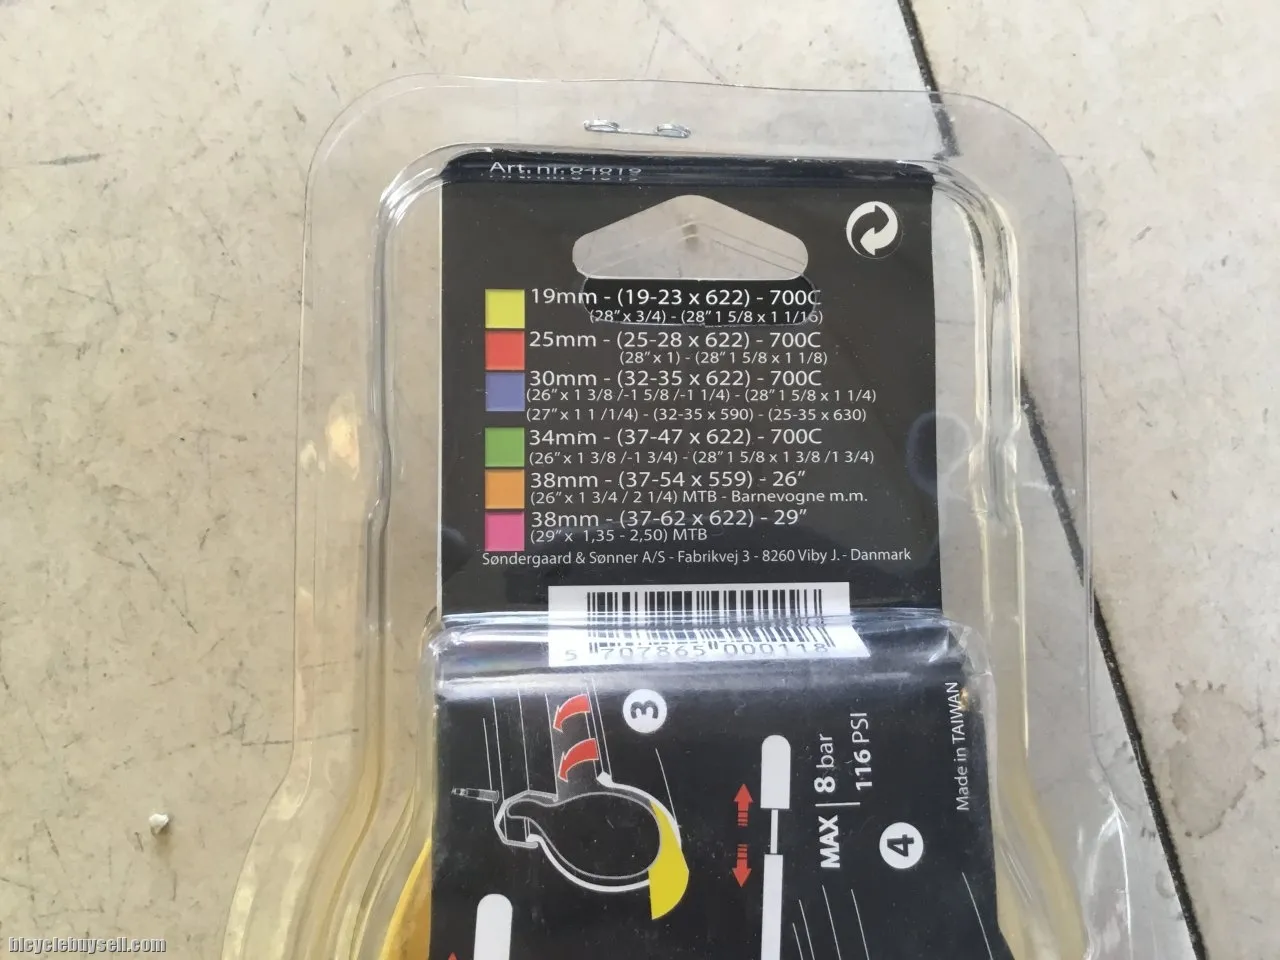 Art. nr. 84819
19mm - (19-23 x 622) - 700C
(28" x 3/4) - (28" 1 5/8 x 1 1/16)
25mm - (25-28 x 622) - 700C
(28" x 1) - (28" 1 5/8 x 1 1/8)
30mm - (32-35 x 622) - 700C
(26" x 1 3/8 /-1 5/8 /-1 1/4) - (28" 1 5/8 x 1 1/4)
(27" x 1 1 /1/4) - (32-35 x 590) - (25-35 x 630)
34mm - (37-47 x 622) - 700C
(26" x 1 3/8 /-1 3/4) - (28" 1 5/8 x 1 3/8 /1 3/4)
38mm - (37-54 x 559) - 26"
(26" x 1 3/4 / 2 1/4) MTB - Barnevogne m.m.
38mm - (37-62 x 622) - 29"
(29" x 1,35 - 2,50) MTB
Søndergaard & Sønner A/S - Fabrikvej 3 - 8260 Viby J. - Danmark
5 707865 000118
3
MAX 8 bar
116 PSI
4
Made in TAIWAN
bicyclebuysell.com